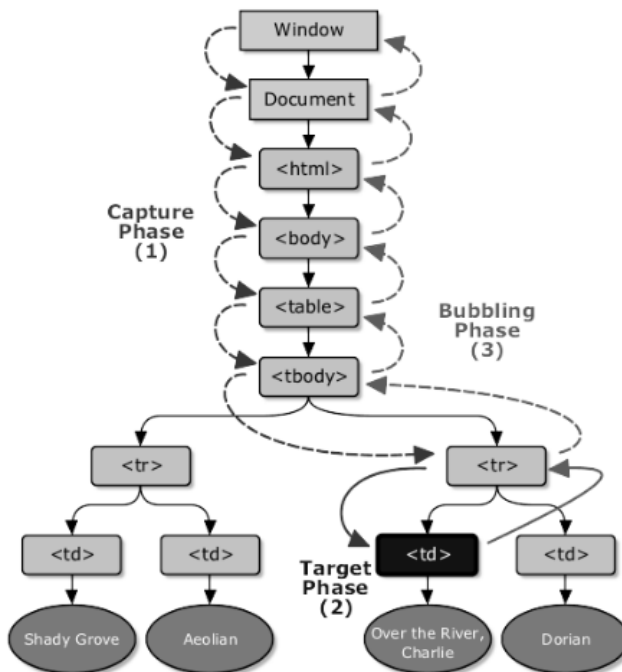 Window
Document
<html>
Capture
Phase
(1)
<body>
<table>
Bubbling
Phase
(3)
<tbody>
<tr>
<tr>
<td>
<td>
<td>
<td>
Target
Phase
(2)
Shady Grove
Aeolian
Over the River,
Charlie
Dorian